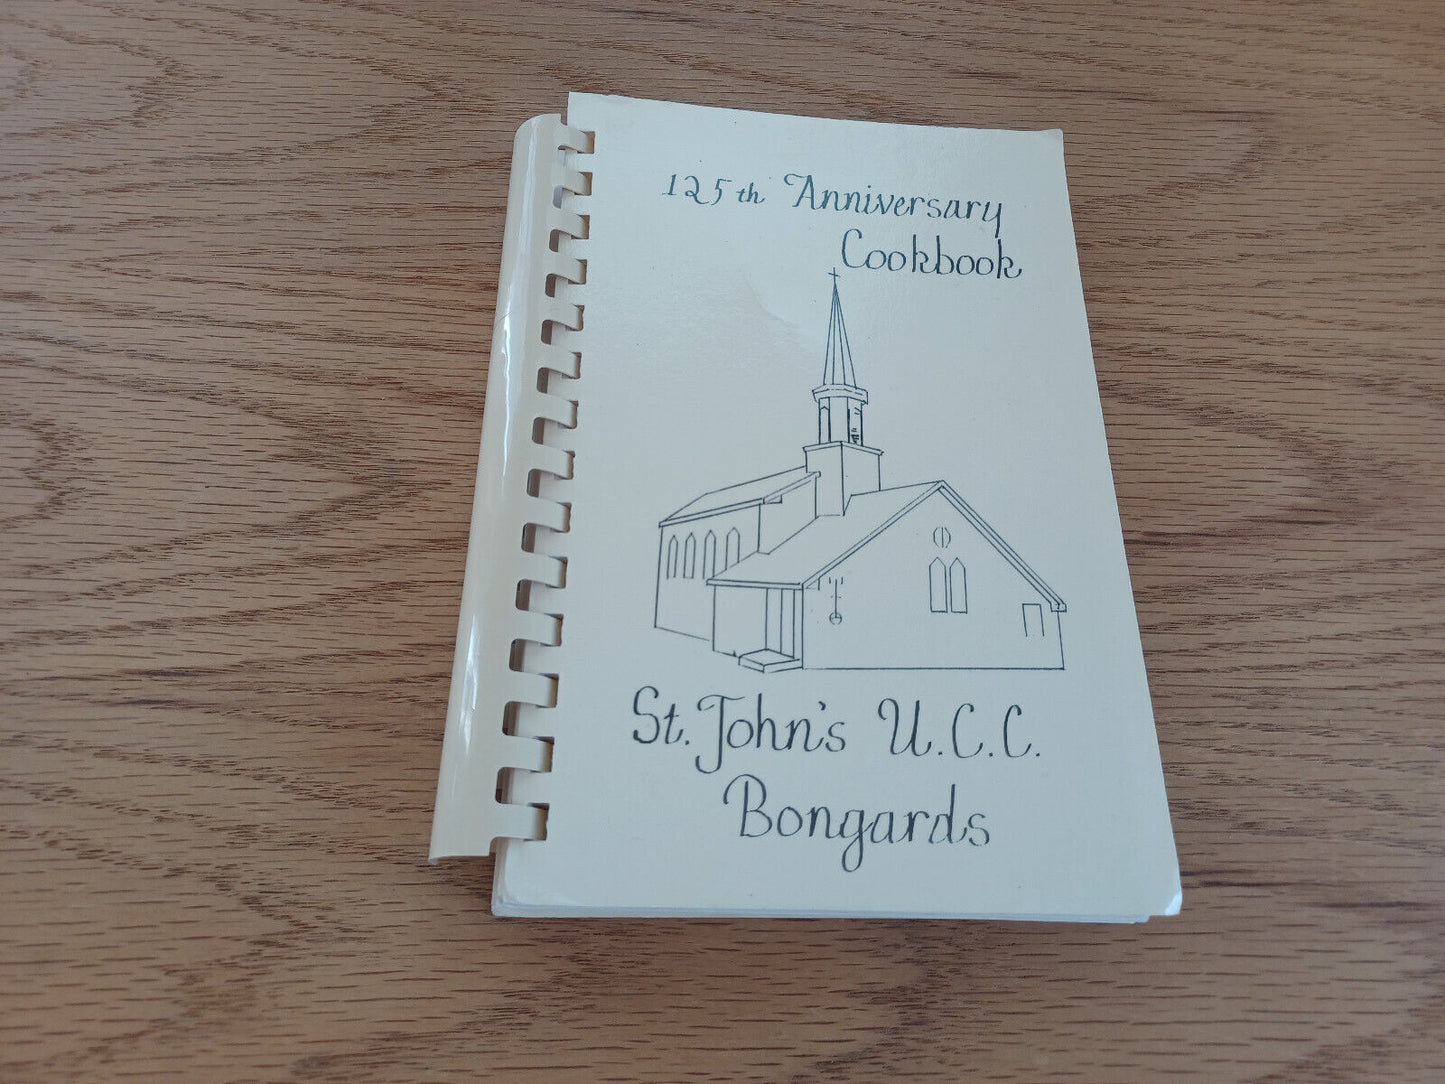 125th Anniversary
Cookbook
St. John's U.C.C.
Bongards